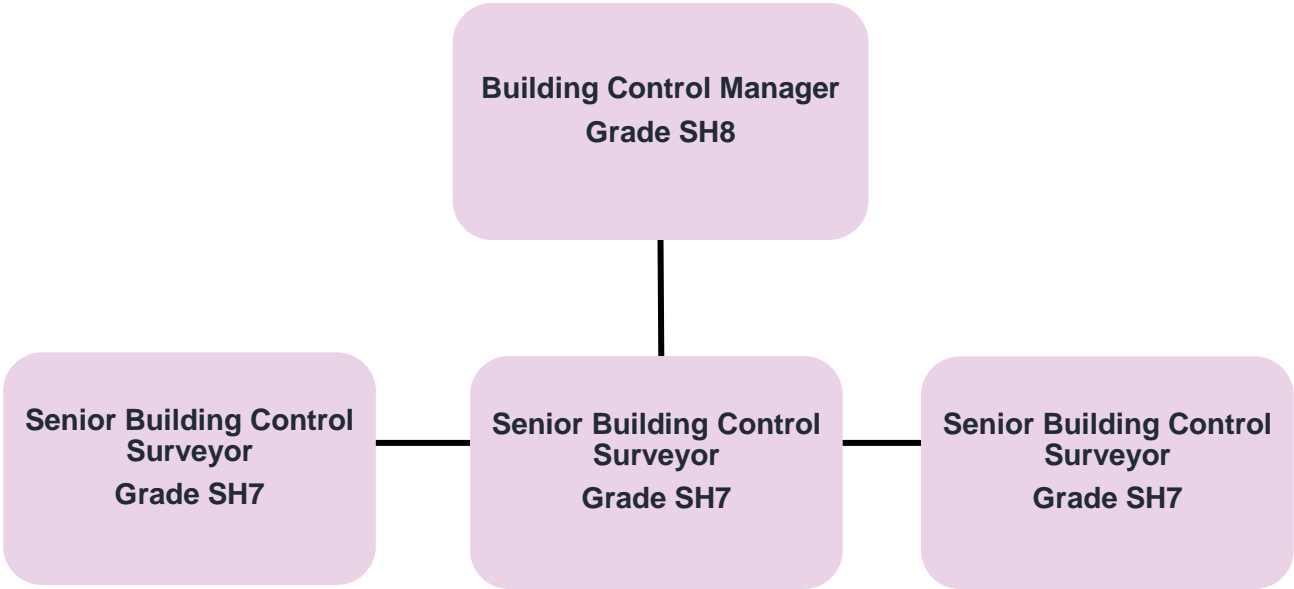 Building Control Manager
Grade SH8
Senior Building Control
Surveyor
Grade SH7
Senior Building Control
Surveyor
Grade SH7
Senior Building Control
Surveyor
Grade SH7